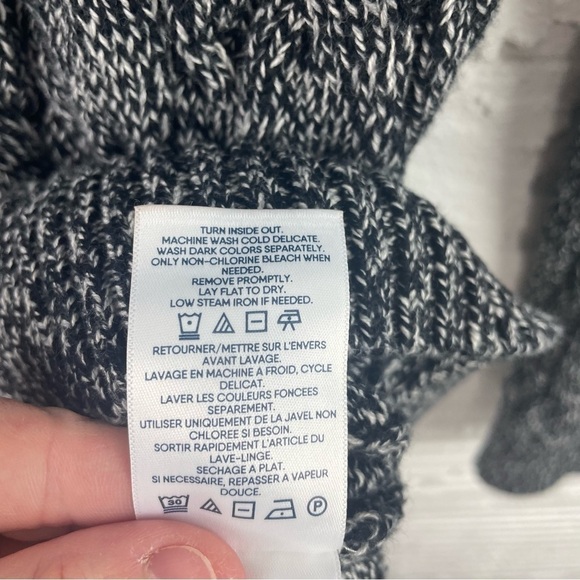 TURN INSIDE OUT.
MACHINE WASH COLD DELICATE.
WASH DARK COLORS SEPARATELY.
ONLY NON-CHLORINE BLEACH WHEN
NEEDED.
REMOVE PROMPTLY.
LAY FLAT TO DRY.
LOW STEAM IRON IF NEEDED.
RETOURNER/METTRE SUR L'ENVERS
AVANT LAVAGE.
LAVAGE EN MACHINE A FROID, CYCLE
DELICAT.
LAVER LES COULEURS FONCEES
SEPAREMENT.
UTILISER UNIQUEMENT DE LA JAVEL NON
CHLOREE SI BESOIN.
SORTIR RAPIDEMENT L'ARTICLE DU
LAVE-LINGE.
SECHAGE A PLAT.
SI NECESSAIRE, REPASSER A VAPEUR
DOUCE.
30 P